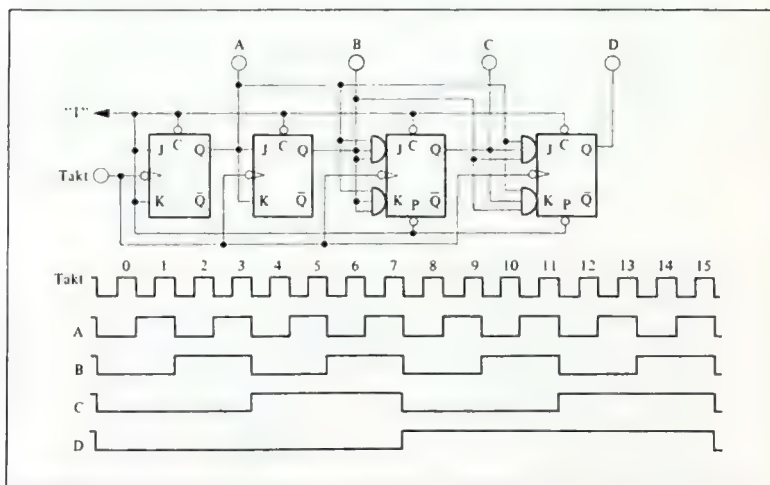 A B C D
"1"
J C Q J C Q J C Q J C Q
Takt
K Q̄ K Q̄ K P Q̄ K P Q̄
0 1 2 3 4 5 6 7 8 9 10 11 12 13 14 15
Takt
A
B
C
D